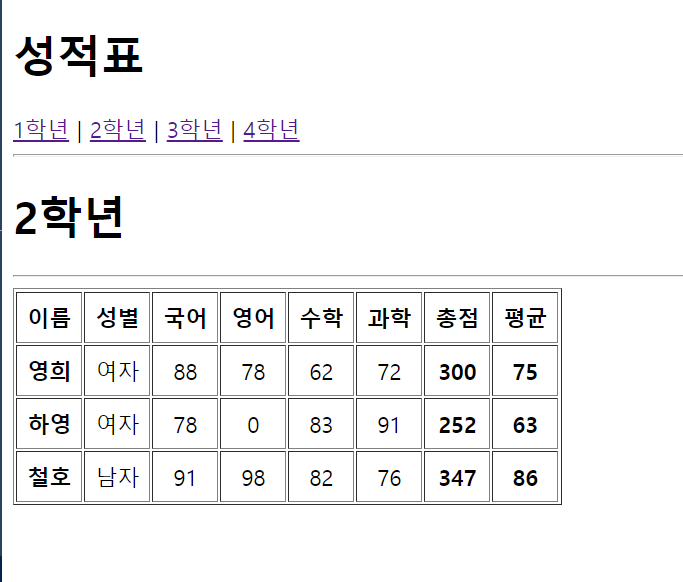 성적표
1학년 | 2학년 | 3학년 | 4학년
2학년
이름 성별 국어 영어 수학 과학 총점 평균
영희 여자 88 78 62 72 300 75
하영 여자 78 0 83 91 252 63
철호 남자 91 98 82 76 347 86